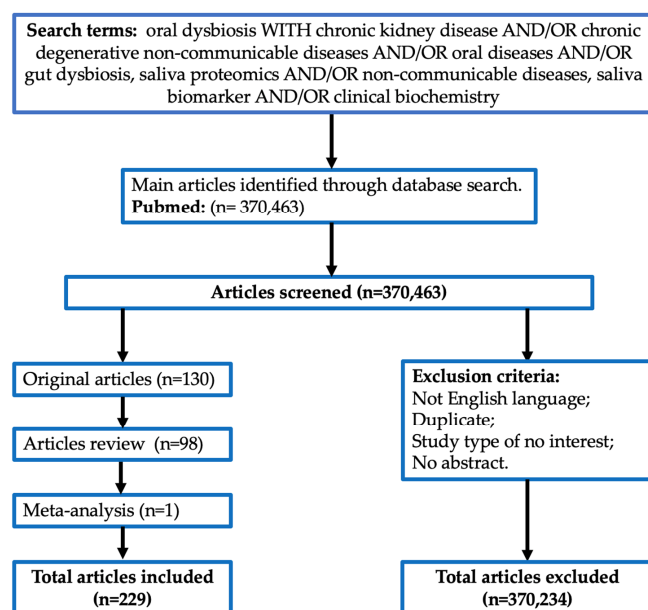 Search terms: oral dysbiosis WITH chronic kidney disease AND/OR chronic
degenerative non-communicable diseases AND/OR oral diseases AND/OR
gut dysbiosis, saliva proteomics AND/OR non-communicable diseases, saliva
biomarker AND/OR clinical biochemistry
Main articles identified through database search.
Pubmed: (n= 370,463)
Articles screened (n=370,463)
Original articles (n=130)
Articles review (n=98)
Meta-analysis (n=1)
Total articles included
(n=229)
Exclusion criteria:
Not English language;
Duplicate;
Study type of no interest;
No abstract.
Total articles excluded
(n=370,234)